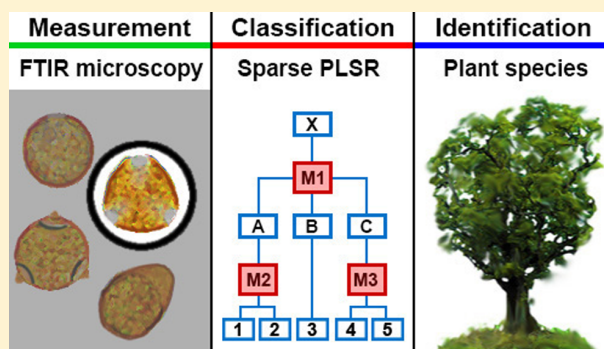 Measurement
FTIR microscopy
Classification
Sparse PLSR
X
M1
A B C
M2 M3
1 2 3 4 5
Identification
Plant species